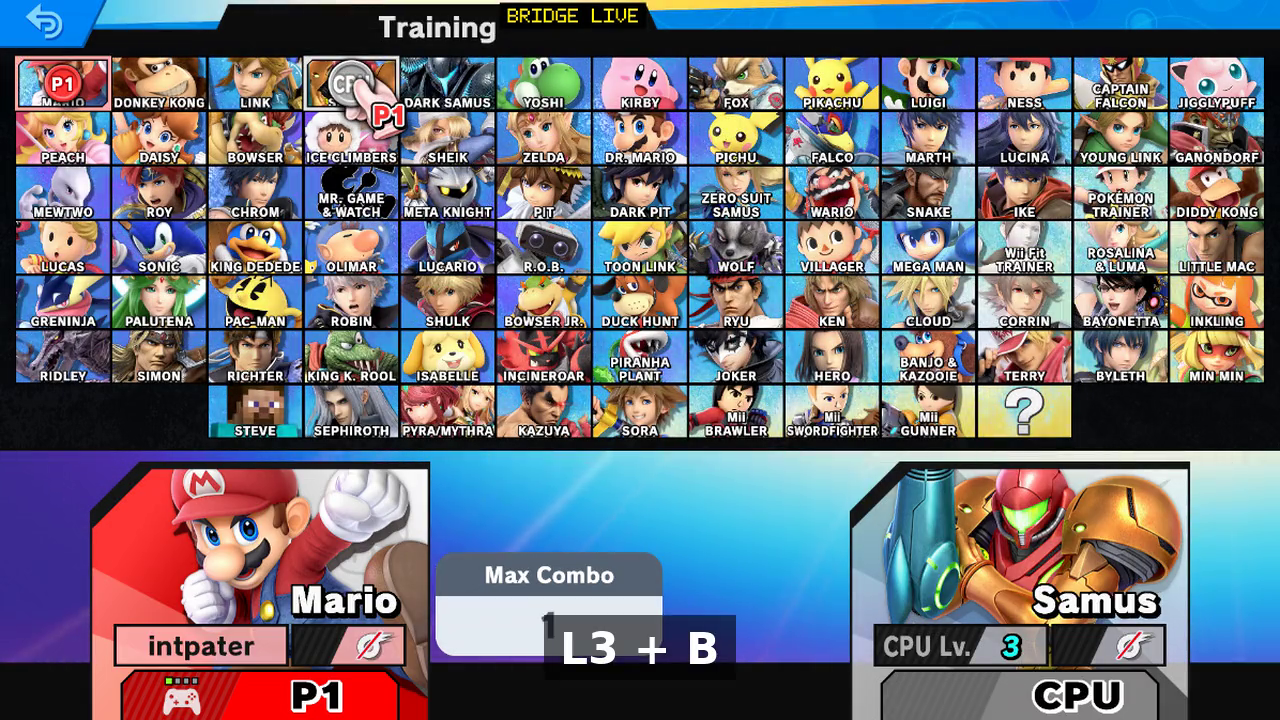 BRIDGE LIVE
Training
P1
MARIO
DONKEY KONG
LINK
CPU
P1
DARK SAMUS
YOSHI
KIRBY
FOX
PIKACHU
LUIGI
NESS
CAPTAIN
FALCON
JIGGLYPUFF
PEACH
DAISY
BOWSER
ICE CLIMBERS
SHEIK
ZELDA
DR. MARIO
PICHU
FALCO
MARTH
LUCINA
YOUNG LINK
GANONDORF
MEWTWO
ROY
CHROM
MR. GAME
& WATCH
META KNIGHT
PIT
DARK PIT
ZERO SUIT
SAMUS
WARIO
SNAKE
IKE
POKÉMON
TRAINER
DIDDY KONG
LUCAS
SONIC
KING DEDEDE
OLIMAR
LUCARIO
R.O.B.
TOON LINK
WOLF
VILLAGER
MEGA MAN
Wii Fit
TRAINER
ROSALINA
& LUMA
LITTLE MAC
GRENINJA
PALUTENA
PAC-MAN
ROBIN
SHULK
BOWSER JR.
DUCK HUNT
RYU
KEN
CLOUD
CORRIN
BAYONETTA
INKLING
RIDLEY
SIMON
RICHTER
KING K. ROOL
ISABELLE
INCINEROAR
PIRANHA
PLANT
JOKER
HERO
BANJO &
KAZOOIE
TERRY
BYLETH
MIN MIN
STEVE
SEPHIROTH
PYRA/MYTHRA
KAZUYA
SORA
Mii
BRAWLER
Mii
SWORDFIGHTER
Mii
GUNNER
?
M
Mario
intpater
P1
Max Combo
1
L3 + B
Samus
CPU Lv. 3
CPU